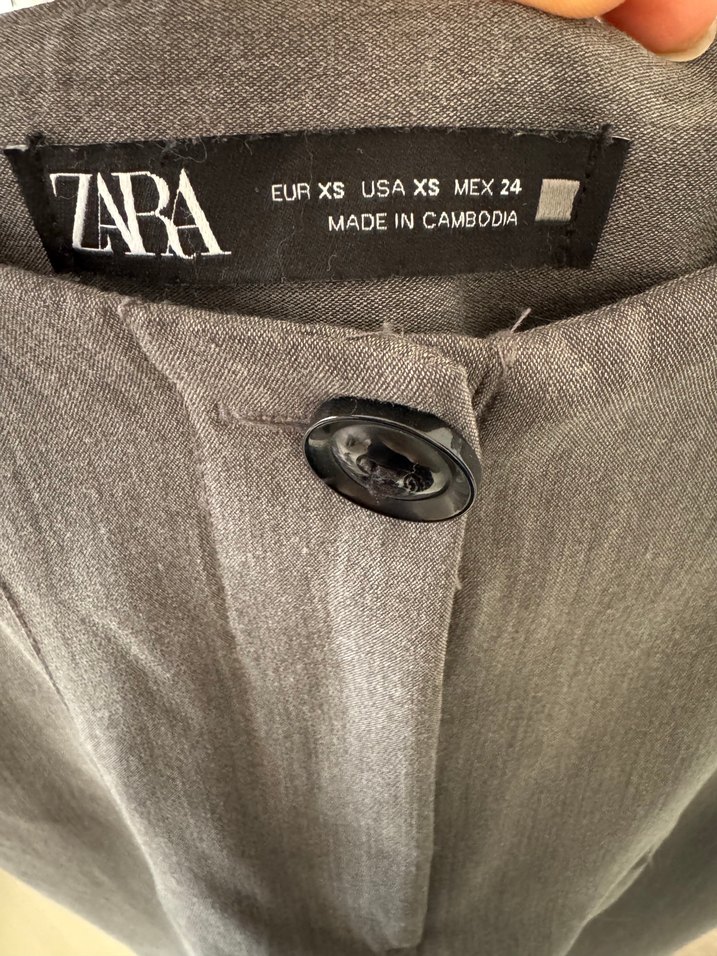 ZARA
EUR XS USA XS MEX 24
MADE IN CAMBODIA